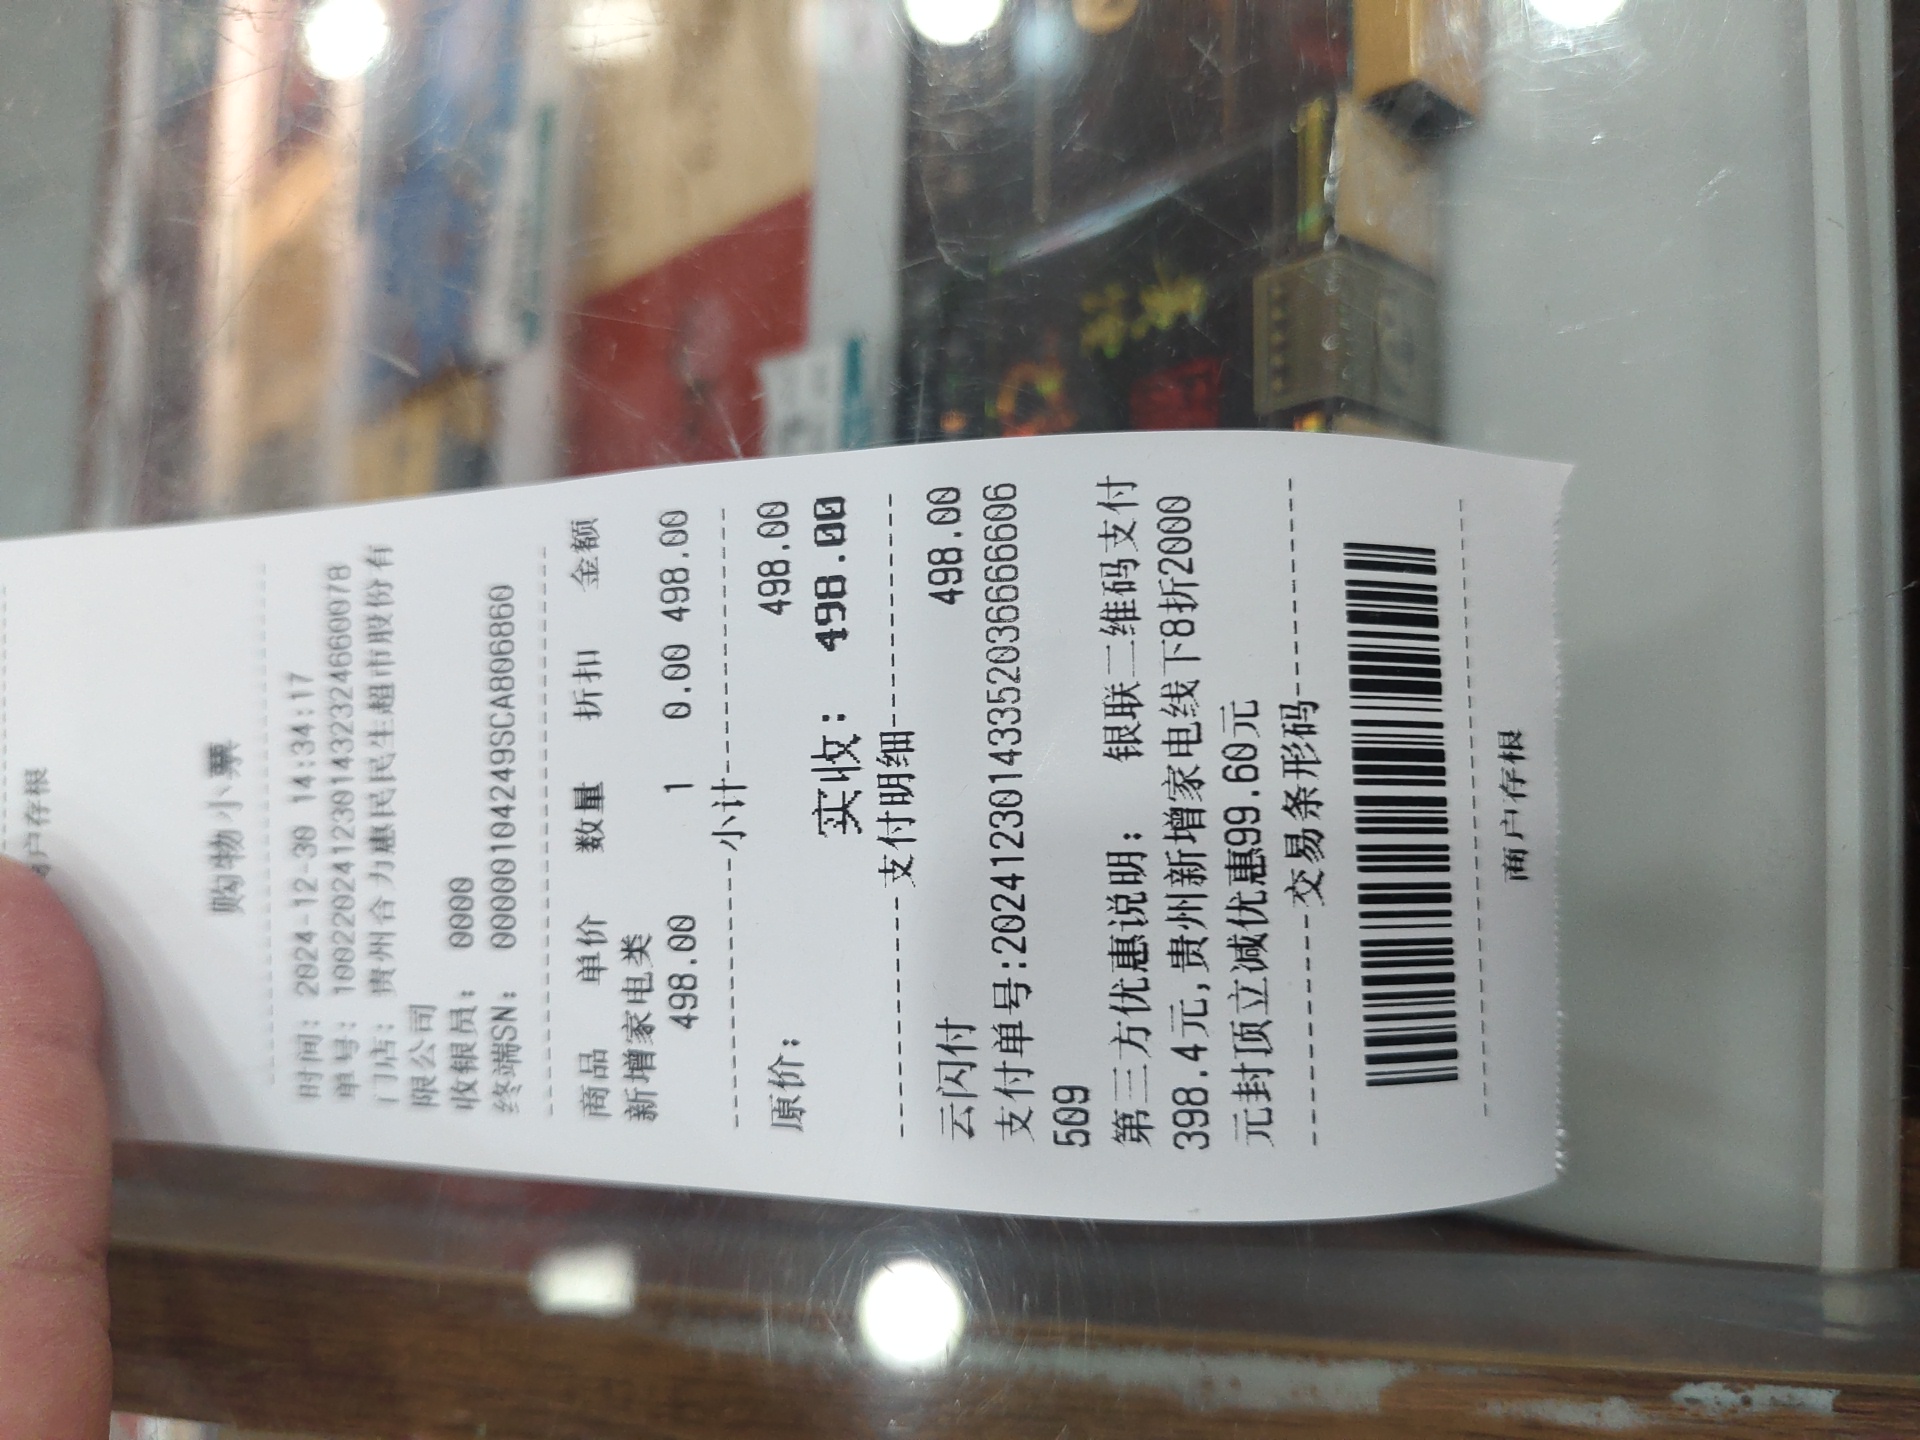 商户存根
购物小票
时间: 2024-12-30 14:34:17
单号: 10022202412301432324660078
门店: 贵州合力惠民民生超市股份有
限公司
收银员: 0000
终端SN: 00000104249SCA806860
商品 单价 数量 折扣 金额
新增家电类
498.00 1 0.00 498.00
小计
原价: 498.00
实收: 498.00
支付明细
云闪付 498.00
支付单号:2024123014335203666606
509
第三方优惠说明: 银联二维码支付
398.4元,贵州新增家电线下8折2000
元封顶立减优惠99.60元
交易条形码
商户存根